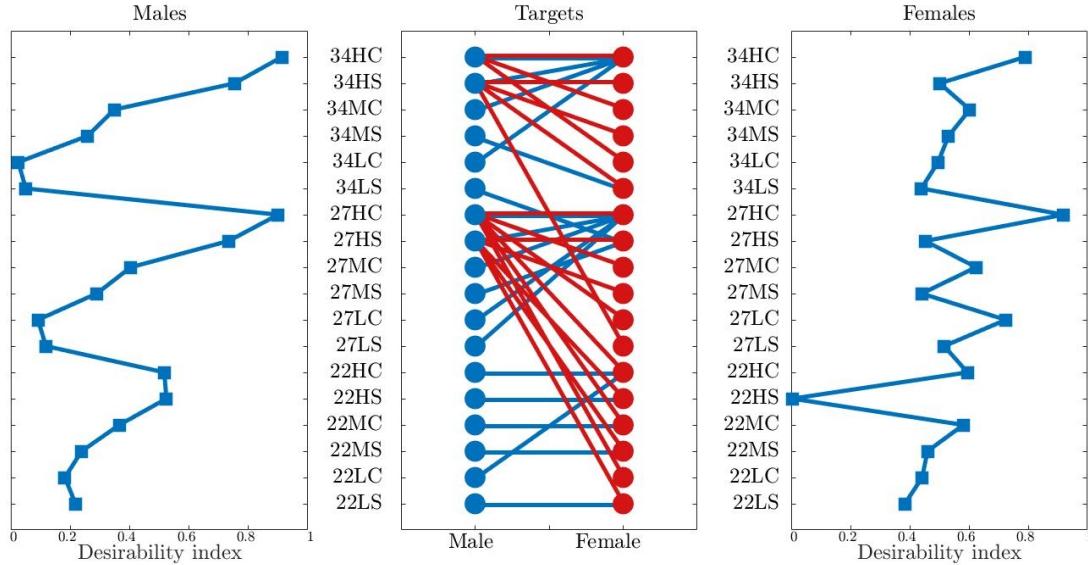 Males
Targets
Females
34HC
34HS
34MC
34MS
34LC
34LS
27HC
27HS
27MC
27MS
27LC
27LS
22HC
22HS
22MC
22MS
22LC
22LS
34HC
34HS
34MC
34MS
34LC
34LS
27HC
27HS
27MC
27MS
27LC
27LS
22HC
22HS
22MC
22MS
22LC
22LS
0 0.2 0.4 0.6 0.8 1
Desirability index
Male Female
0 0.2 0.4 0.6 0.8
Desirability index